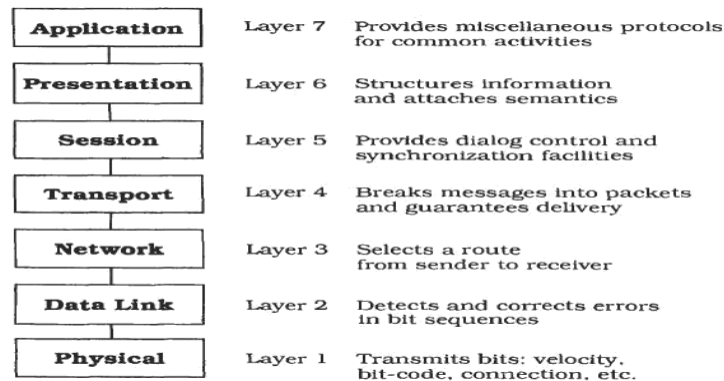 Application Layer 7 Provides miscellaneous protocols
for common activities
Presentation Layer 6 Structures information
and attaches semantics
Session Layer 5 Provides dialog control and
synchronization facilities
Transport Layer 4 Breaks messages into packets
and guarantees delivery
Network Layer 3 Selects a route
from sender to receiver
Data Link Layer 2 Detects and corrects errors
in bit sequences
Physical Layer 1 Transmits bits: velocity,
bit-code, connection, etc.